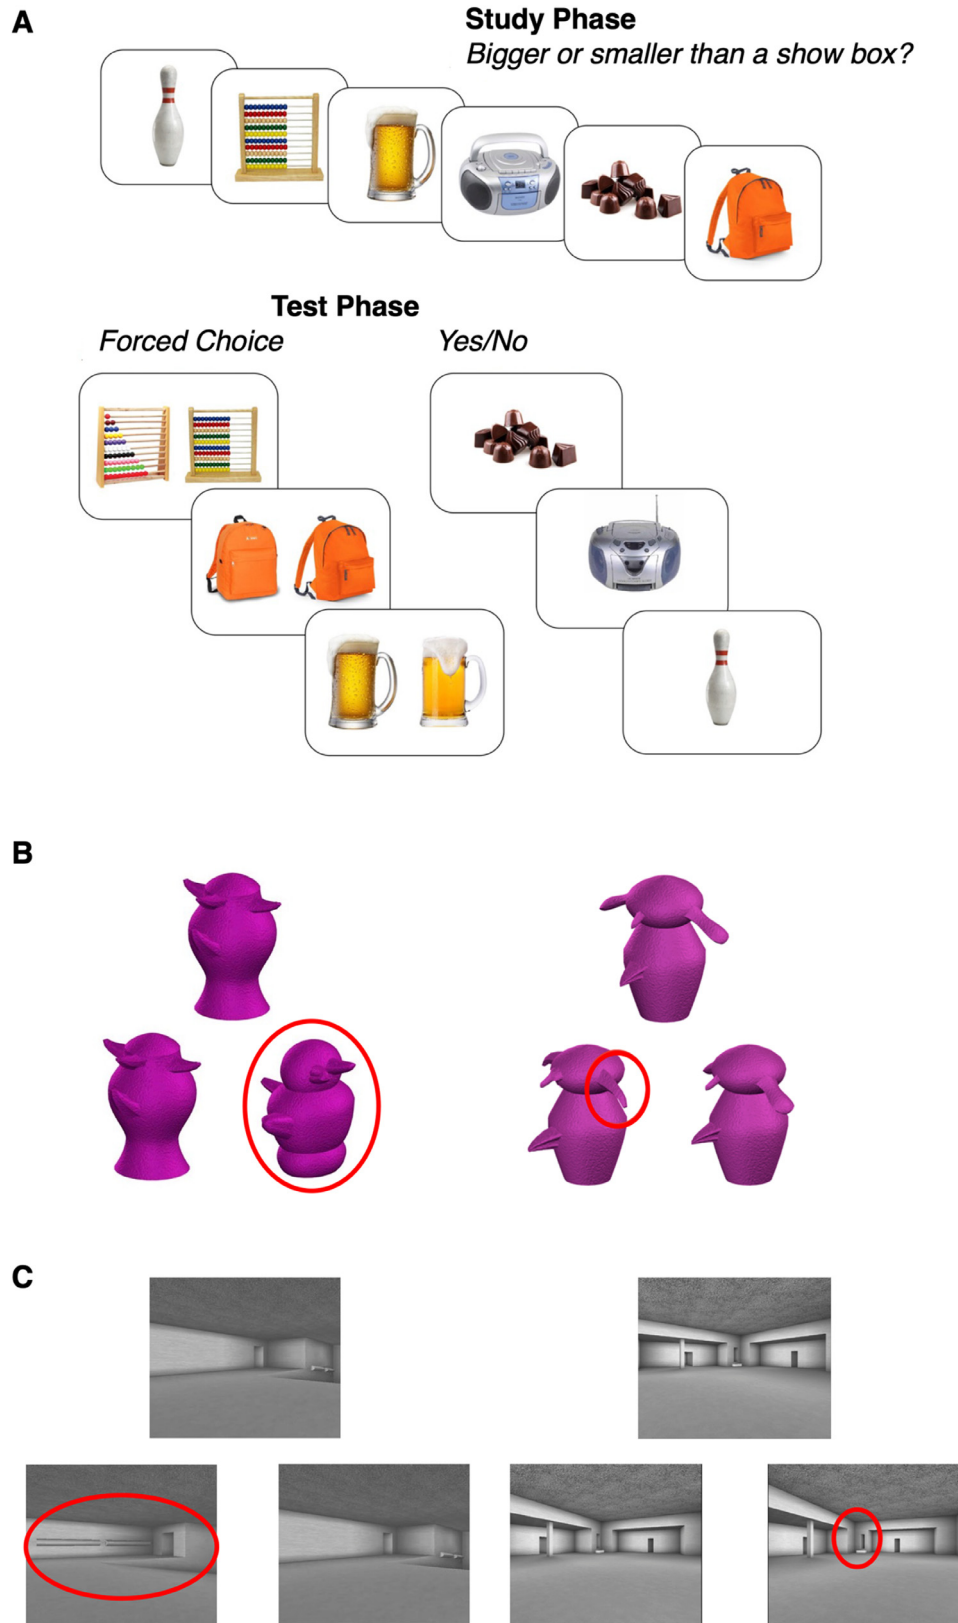 A
Study Phase
Bigger or smaller than a show box?
Test Phase
Forced Choice
Yes/No
B
C